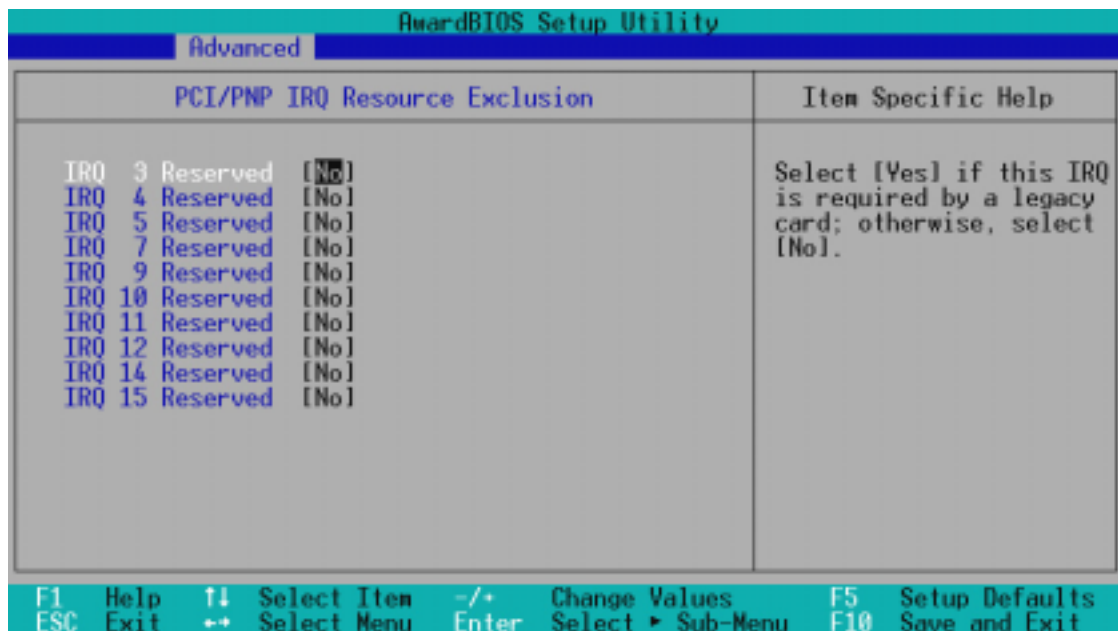 AwardBIOS Setup Utility
Advanced
PCI/PNP IRQ Resource Exclusion
Item Specific Help
IRQ 3 Reserved [No]
IRQ 4 Reserved [No]
IRQ 5 Reserved [No]
IRQ 7 Reserved [No]
IRQ 9 Reserved [No]
IRQ 10 Reserved [No]
IRQ 11 Reserved [No]
IRQ 12 Reserved [No]
IRQ 14 Reserved [No]
IRQ 15 Reserved [No]
Select [Yes] if this IRQ
is required by a legacy
card; otherwise, select
[No].
F1 Help ↑↓ Select Item -/+ Change Values F5 Setup Defaults
ESC Exit ←→ Select Menu Enter Select ► Sub-Menu F10 Save and Exit